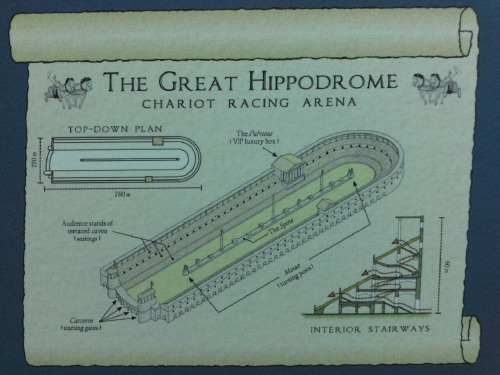 THE GREAT HIPPODROME
CHARIOT RACING ARENA
TOP-DOWN PLAN
The Pulvinar
(VIP luxury box)
Audience stands of
terraced, cavea
(seatings)
The Spina
Metae
(turning posts)
Carceres
(starting gates)
INTERIOR STAIRWAYS